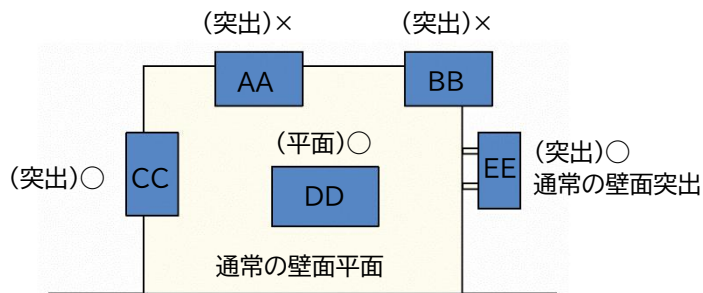 (突出)×
(突出)×
AA
BB
(平面)○
(突出)○
CC
DD
EE
(突出)○
通常の壁面突出
通常の壁面平面